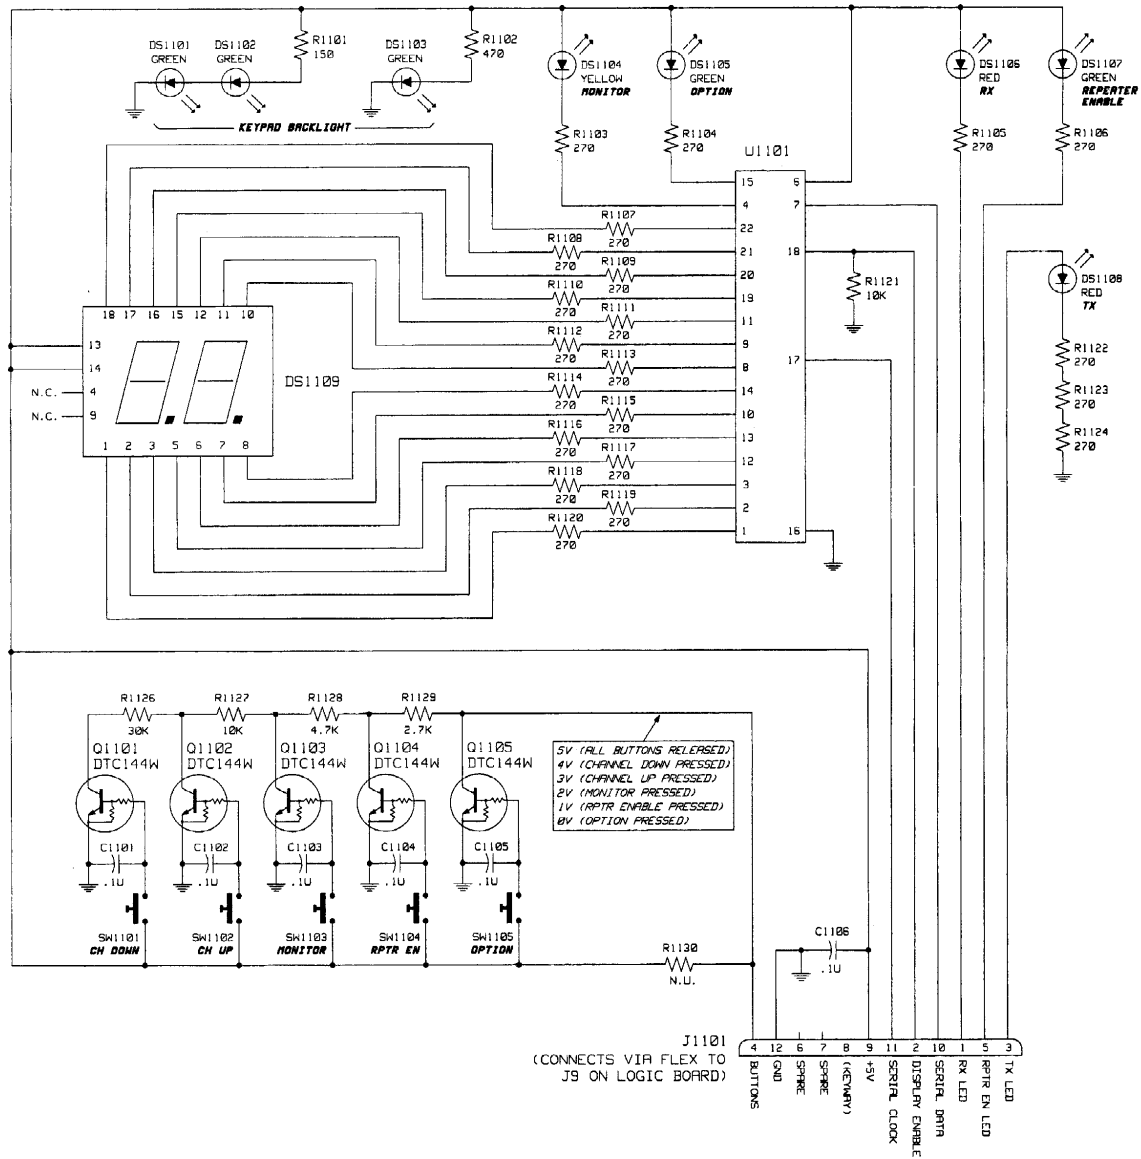 DS1101
GREEN
DS1102
GREEN
R1101
150
DS1103
GREEN
R1102
470
KEYPAD BACKLIGHT
DS1104
YELLOW
MONITOR
DS1105
GREEN
OPTION
DS1106
RED
RX
DS1107
GREEN
REPEATER
ENABLE
R1103
270
R1104
270
R1105
270
R1106
270
U1101
15
4
22
21
20
19
11
9
8
14
10
13
12
3
2
1
6
7
18
17
16
R1107
270
R1108
270
R1109
270
R1110
270
R1111
270
R1112
270
R1113
270
R1114
270
R1115
270
R1116
270
R1117
270
R1118
270
R1119
270
R1120
270
R1121
10K
DS1108
RED
TX
R1122
270
R1123
270
R1124
270
18 17 16 15 12 11 10
13
14
N.C. 4
N.C. 9
DS1109
1 2 3 5 6 7 8
R1126
30K
R1127
10K
R1128
4.7K
R1129
2.7K
Q1101
DTC144W
Q1102
DTC144W
Q1103
DTC144W
Q1104
DTC144W
Q1105
DTC144W
5V (ALL BUTTONS RELEASED)
4V (CHANNEL DOWN PRESSED)
3V (CHANNEL UP PRESSED)
2V (MONITOR PRESSED)
1V (RPTR ENABLE PRESSED)
0V (OPTION PRESSED)
C1101
.1U
C1102
.1U
C1103
.1U
C1104
.1U
C1105
.1U
SW1101
CH DOWN
SW1102
CH UP
SW1103
MONITOR
SW1104
RPTR EN
SW1105
OPTION
R1130
N.U.
C1106
.1U
J1101
(CONNECTS VIA FLEX TO
J9 ON LOGIC BOARD)
4 12 6 7 8 9 11 2 10 1 5 3
BUTTONS
GND
SPARE
SPARE
(KEYWAY)
+5V
SERIAL CLOCK
DISPLAY ENABLE
SERIAL DATA
RX LED
RPTR EN LED
TX LED